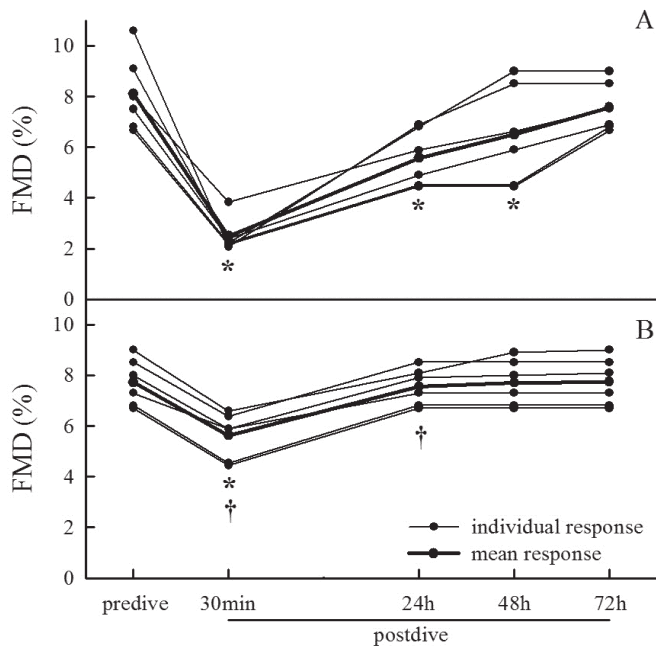 A
10
8
6
4
2
0
FMD (%)
*
*
*
B
10
8
6
4
2
0
FMD (%)
*
†
†
individual response
mean response
predive 30min 24h 48h 72h
postdive